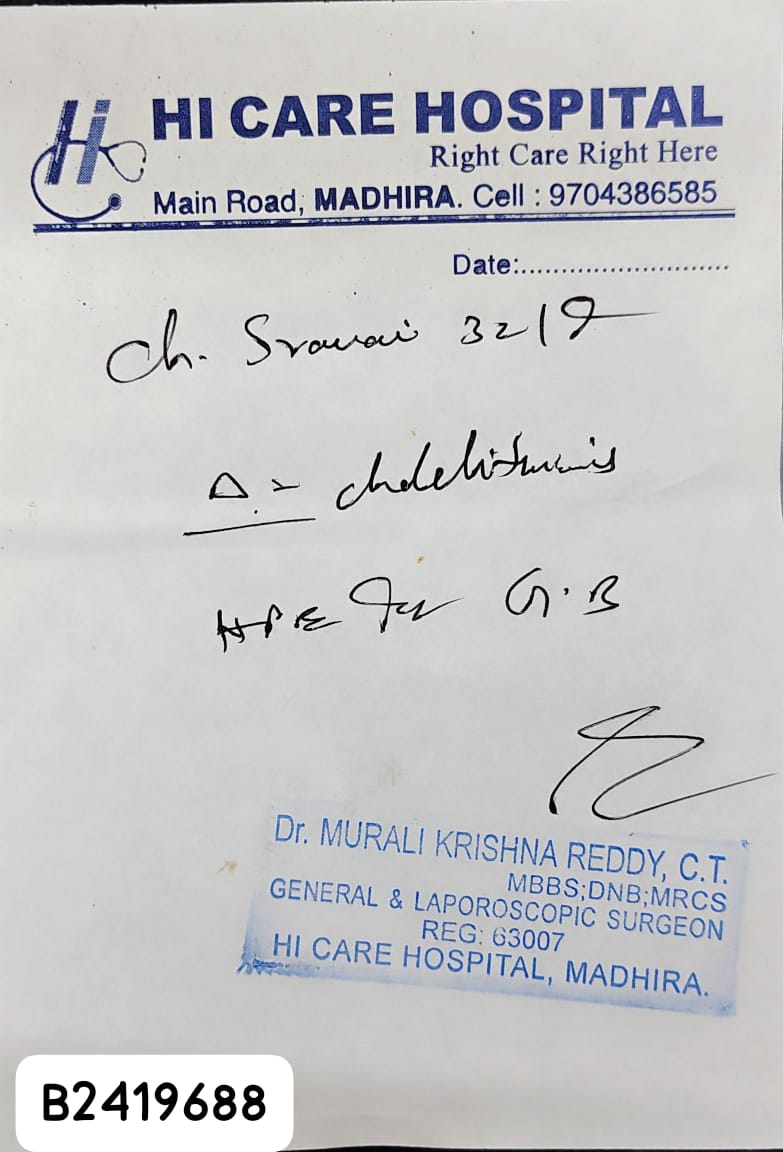 Hi
HI CARE HOSPITAL
Right Care Right Here
Main Road, MADHIRA. Cell : 9704386585
Date:............................
Ch. Sravani 32/
Δ =
HPE for G.B
Dr. MURALI KRISHNA REDDY, C.T.
MBBS;DNB;MRCS
GENERAL & LAPOROSCOPIC SURGEON
REG: 63007
HI CARE HOSPITAL, MADHIRA.
B2419688